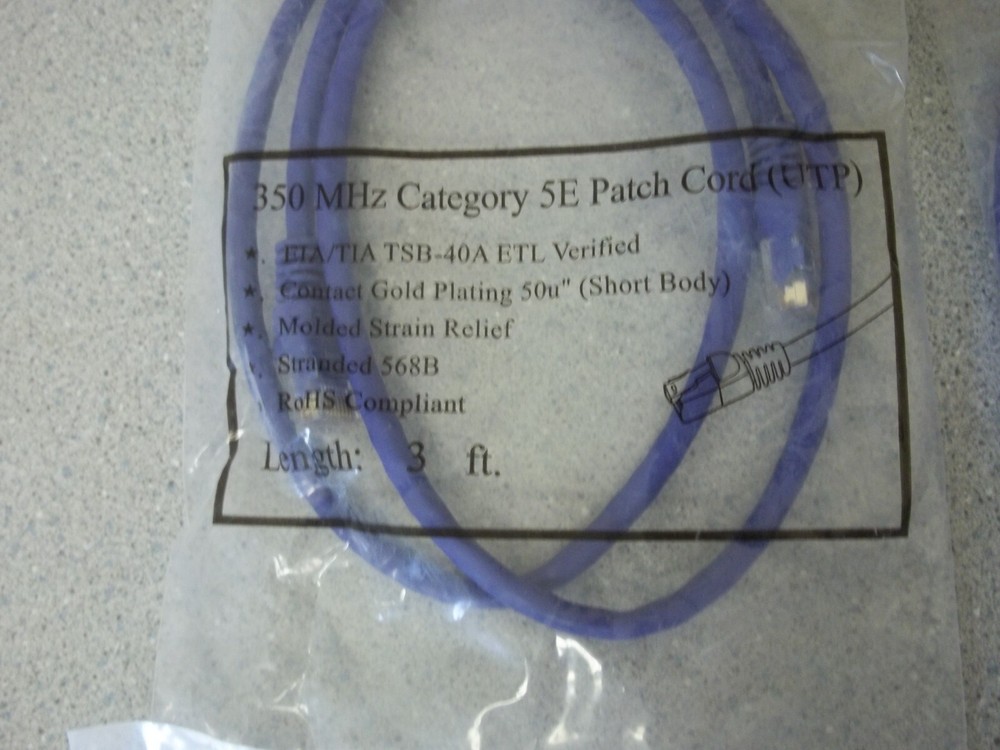 350 MHz Category 5E Patch Cord (UTP)
★. EIA/TIA TSB-40A ETL Verified
★. Contact Gold Plating 50u" (Short Body)
★. Molded Strain Relief
. Stranded 568B
. RoHS Compliant
Length: 3 ft.